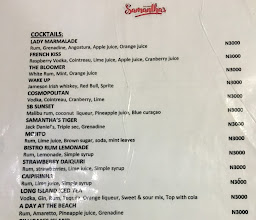 Samantha's
COCKTAILS:
LADY MARMALADE
Rum, Grenadine, Angostura, Apple juice, Orange juice N3000
FRENCH KISS
Raspberry Vodka, Cointreau, Lime juice, Apple juice, Cranberry juice N3000
THE BLOOMER
White Rum, Mint, Orange juice N3000
WAKE UP
Jameson Irish whiskey, Red Bull, Sprite N3000
COSMOPOLITAN
Vodka, Cointreau, Cranberry, Lime N3000
SB SUNSET
Malibu rum, coconut liqueur, Pineapple juice, Blue curaçao N3000
SAMANTHA'S TIGER
Jack Daniel's, Triple sec, Grenadine N3000
MOJITO
Rum, Lime juice, Brown sugar, soda, mint leaves N3000
BISTRO RUM LEMONADE
Rum, Lemonade, Simple syrup N3000
STRAWBERRY DAIQUIRI
Rum, strawberries, Lime juice, Simple syrup N3000
CAIPIRINHA
Rum, Lime juice, Simple syrup N3000
LONG ISLAND ICE TEA
Vodka, Gin, Rum, Tequila, Orange liqueur, Sweet & sour mix, Top with cola N3000
A DAY AT THE BEACH
Rum, Amaretto, Pineapple juice, Grenadine N3000